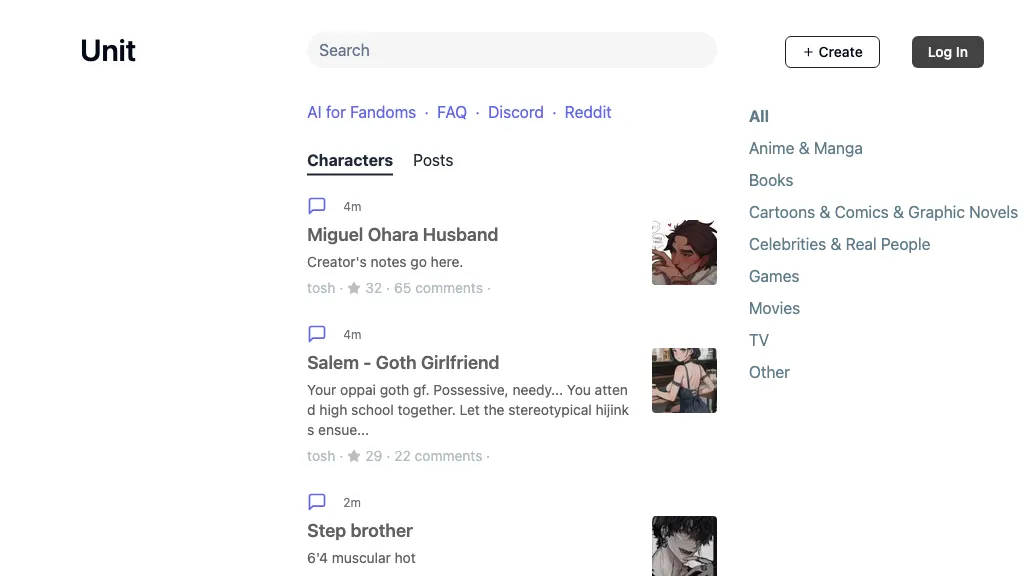 Unit
Search
+ Create
Log In
AI for Fandoms · FAQ · Discord · Reddit
Characters
Posts
4m
Miguel Ohara Husband
Creator's notes go here.
tosh · ★ 32 · 65 comments ·
4m
Salem - Goth Girlfriend
Your oppai goth gf. Possessive, needy... You atten
d high school together. Let the stereotypical hijink
s ensue...
tosh · ★ 29 · 22 comments ·
2m
Step brother
6'4 muscular hot
All
Anime & Manga
Books
Cartoons & Comics & Graphic Novels
Celebrities & Real People
Games
Movies
TV
Other